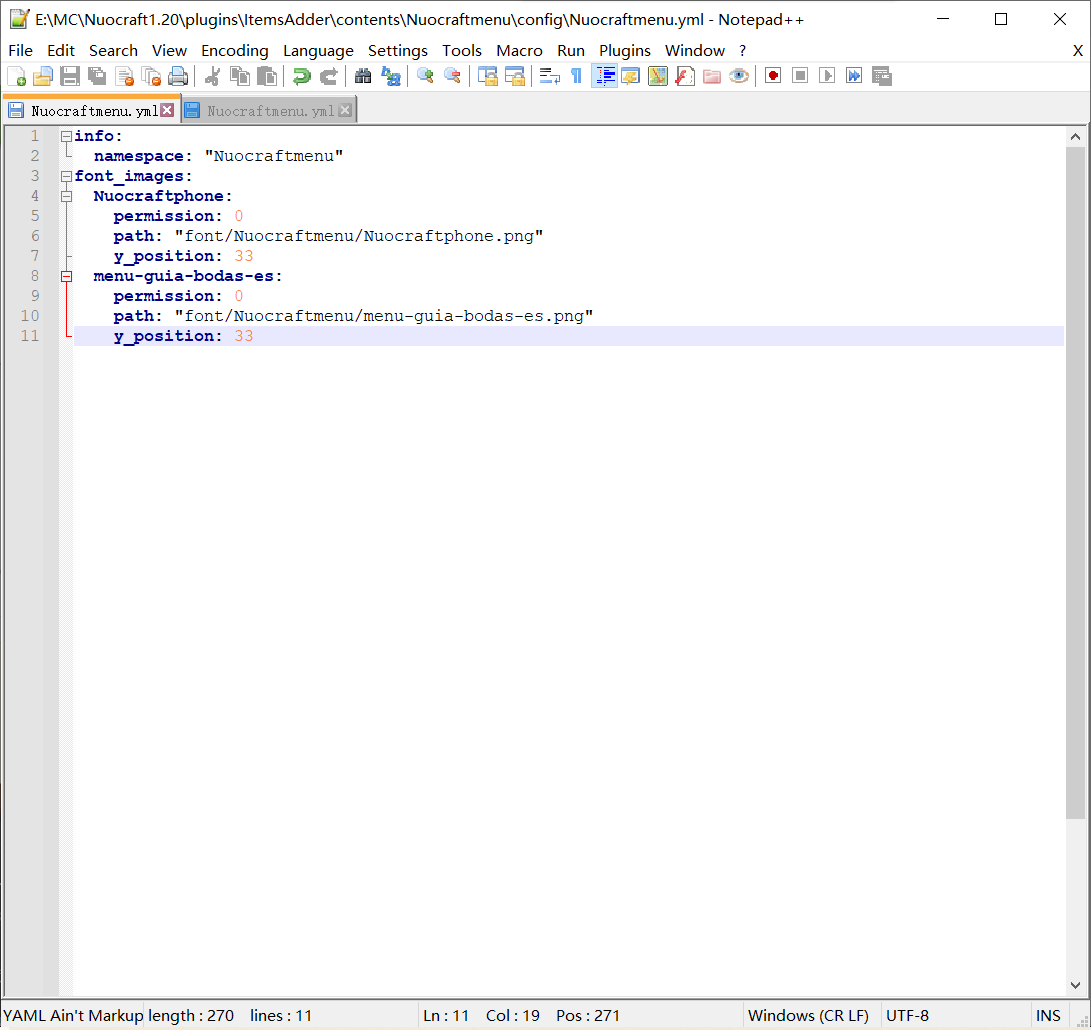 E:\MC\Nuocraft1.20\plugins\ItemsAdder\contents\Nuocraftmenu\config\Nuocraftmenu.yml - Notepad++
File Edit Search View Encoding Language Settings Tools Macro Run Plugins Window ? X
Nuocraftmenu.yml Nuocraftmenu.yml
1 info:
2 namespace: "Nuocraftmenu"
3 font_images:
4 Nuocraftphone:
5 permission: 0
6 path: "font/Nuocraftmenu/Nuocraftphone.png"
7 y_position: 33
8 menu-guia-bodas-es:
9 permission: 0
10 path: "font/Nuocraftmenu/menu-guia-bodas-es.png"
11 y_position: 33
YAML Ain't Markup length : 270 lines : 11 Ln : 11 Col : 19 Pos : 271 Windows (CR LF) UTF-8 INS